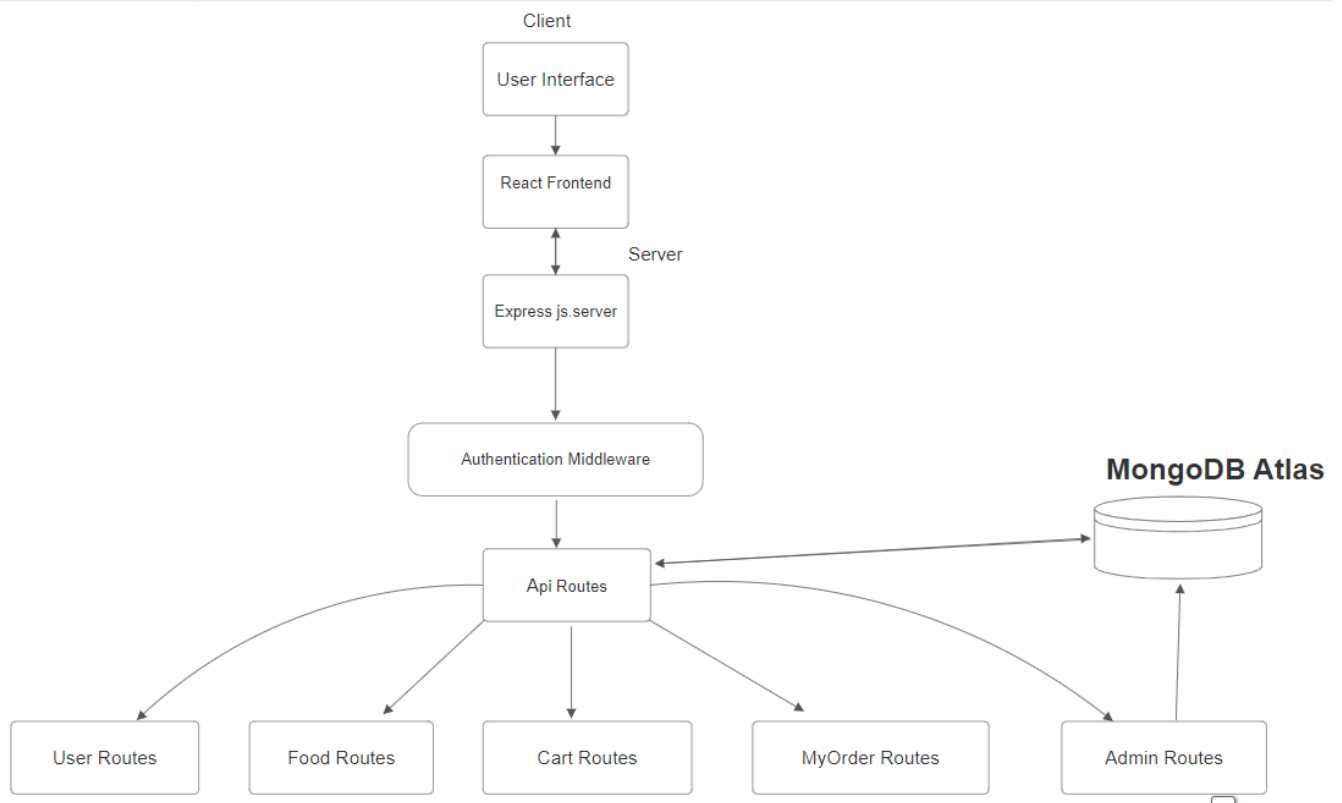 Client
User Interface
React Frontend
Server
Express js.server
Authentication Middleware
MongoDB Atlas
Api Routes
User Routes
Food Routes
Cart Routes
MyOrder Routes
Admin Routes